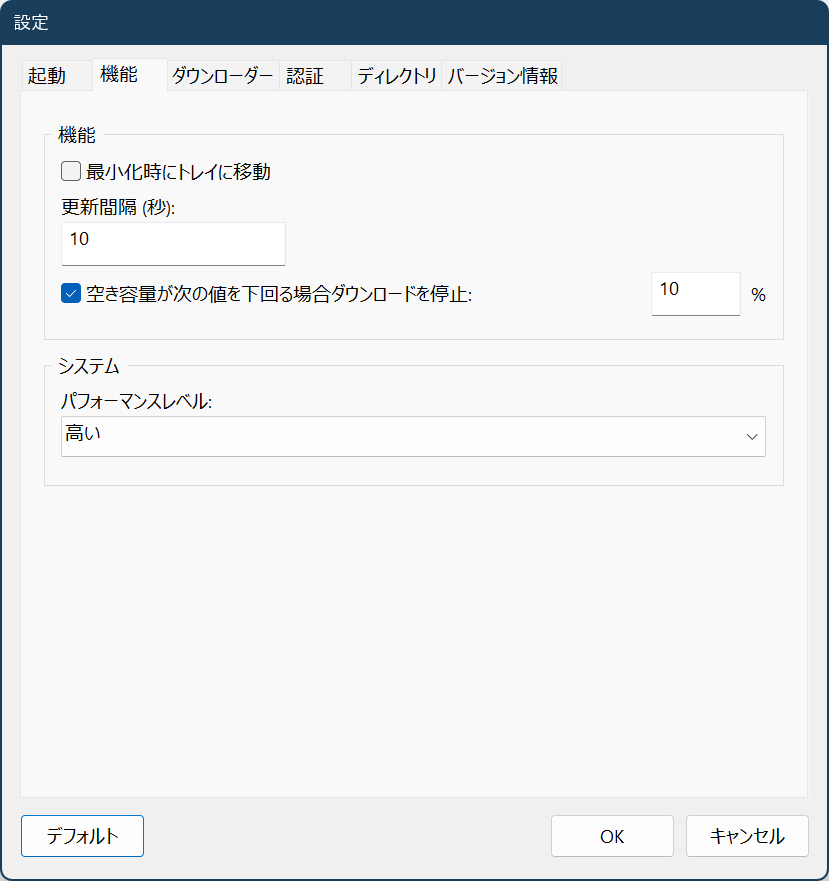 設定
起動 機能 ダウンローダー 認証 ディレクトリ バージョン情報
機能
最小化時にトレイに移動
更新間隔 (秒):
10
空き容量が次の値を下回る場合ダウンロードを停止: 10 %
システム
パフォーマンスレベル:
高い
デフォルト OK キャンセル